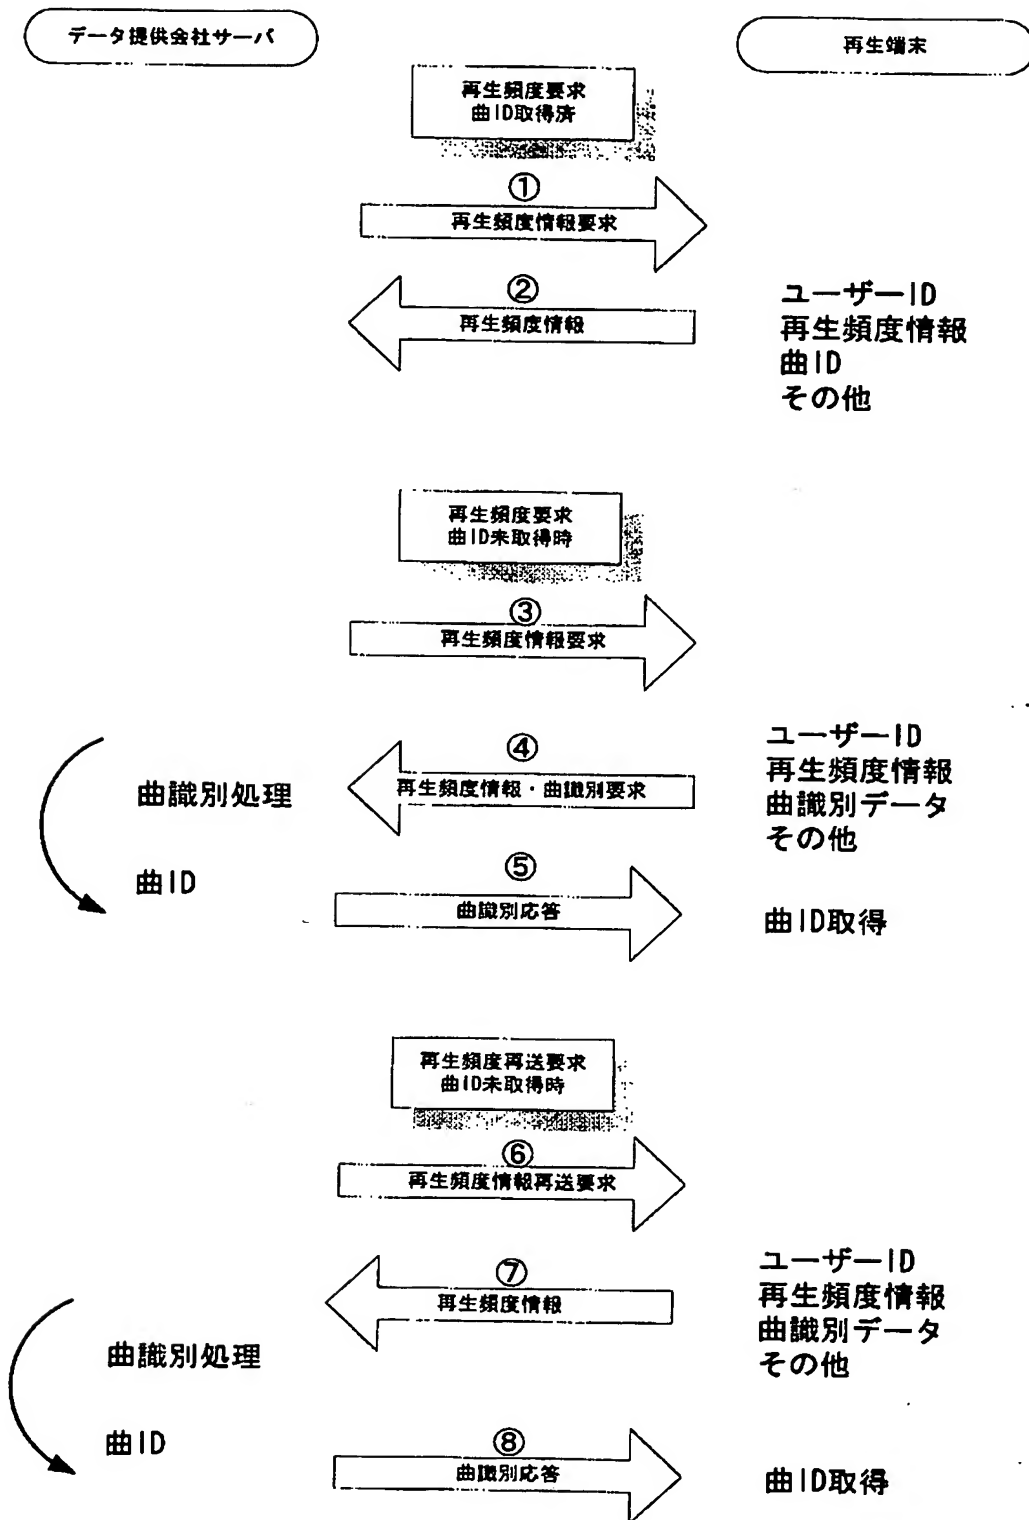 データ提供会社サーバ
再生端末
再生頻度要求
曲ID取得済
①
再生頻度情報要求
②
再生頻度情報
ユーザーID
再生頻度情報
曲ID
その他
再生頻度要求
曲ID未取得時
③
再生頻度情報要求
④
再生頻度情報・曲識別要求
ユーザーID
再生頻度情報
曲識別データ
その他
曲識別処理
曲ID
⑤
曲識別応答
曲ID取得
再生頻度再送要求
曲ID未取得時
⑥
再生頻度情報再送要求
⑦
再生頻度情報
ユーザーID
再生頻度情報
曲識別データ
その他
曲識別処理
曲ID
⑧
曲識別応答
曲ID取得